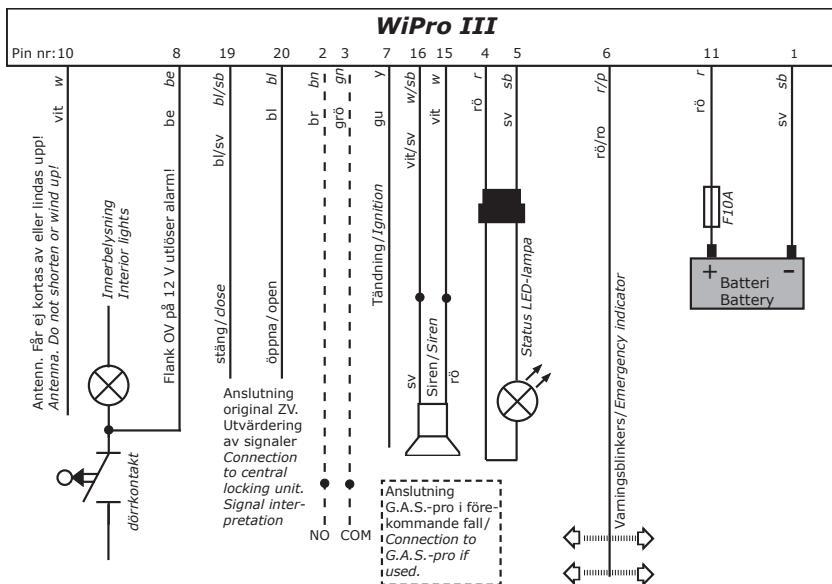 WiPro III
Pin nr:10 8 19 20 2 3 7 16 15 4 5 6 11 1
w be bl/sb bl bn gn y w/sb w r sb r/p r sb
vit be bl/sv bl br grö gu vit/sv vit rö sv rö/ro rö sv
Antenn. Får ej kortas av eller lindas upp!
Antenna. Do not shorten or wind up!
Innerbelysning
Interior lights
Flank OV på 12 V utlöser alarm!
dörrkontakt
stäng/close
öppna/open
Anslutning
original ZV.
Utvärdering
av signaler
Connection
to central
locking unit.
Signal inter-
pretation
NO COM
Tändning/Ignition
sv
Siren/Siren
rö
Anslutning
G.A.S.-pro i före-
kommande fall/
Connection to
G.A.S.-pro if
used.
Status LED-lampa
Varningsblinkers/Emergency indicator
F10A
+ –
Batteri
Battery